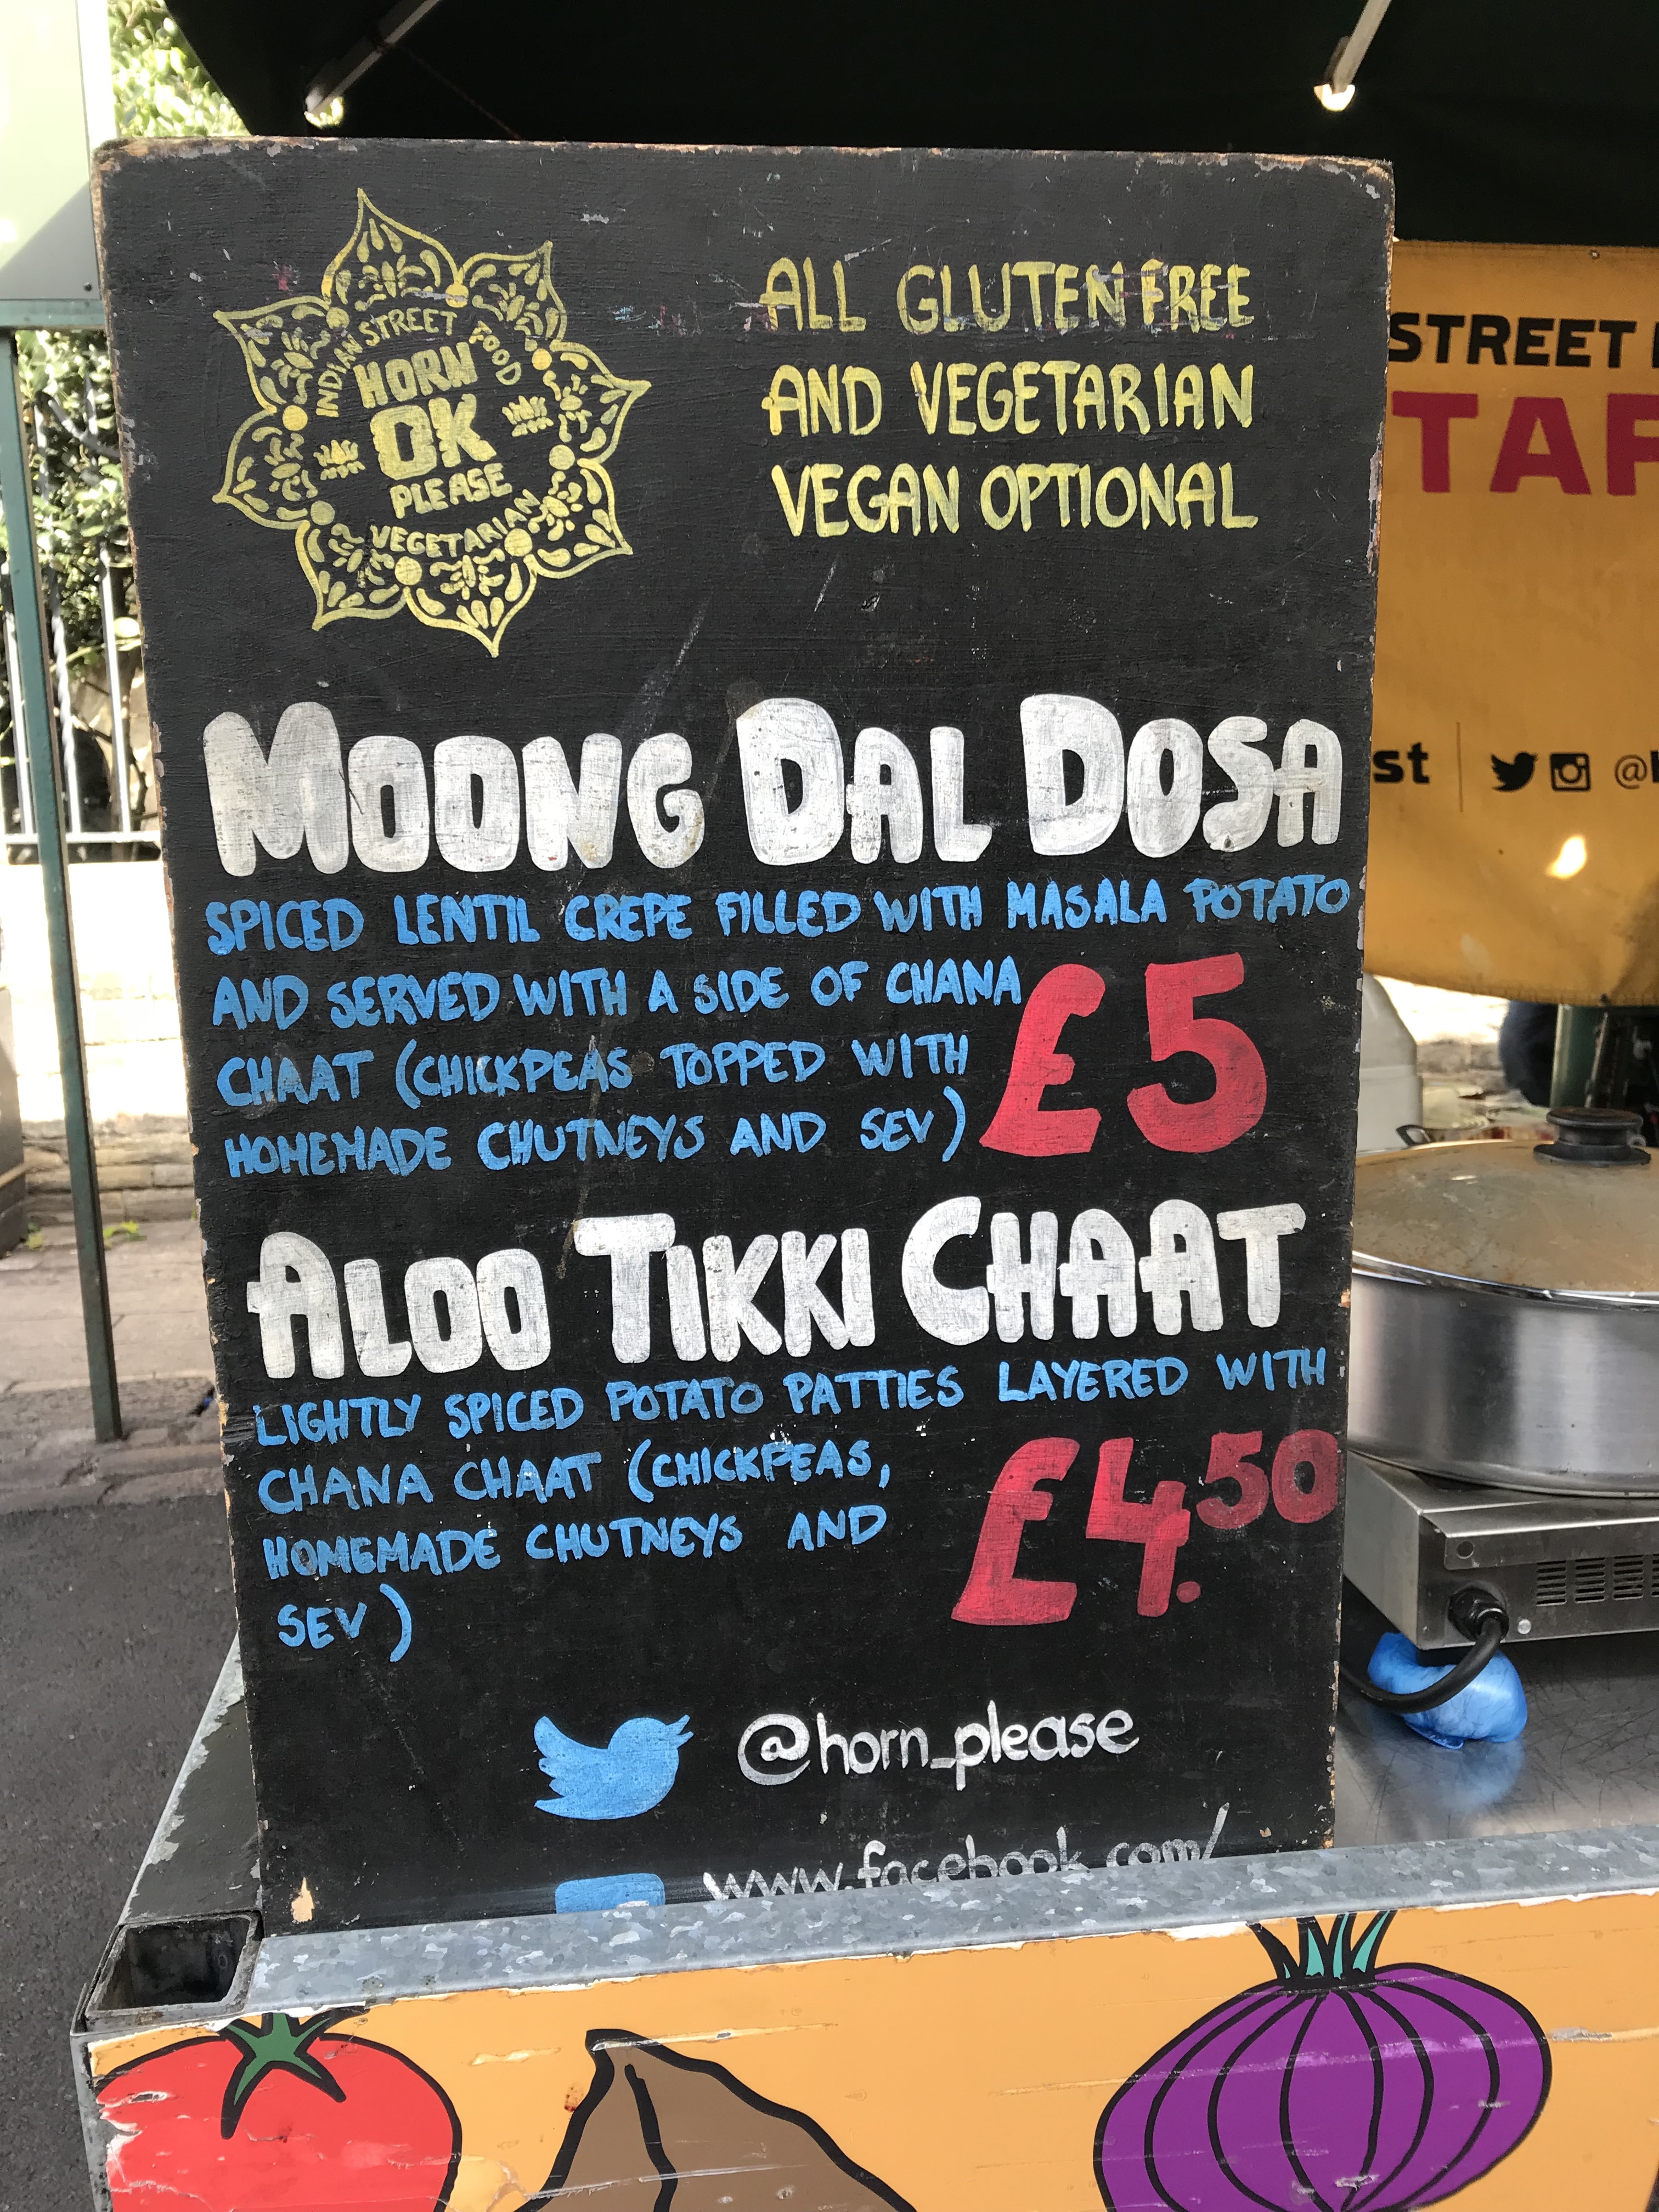 INDIAN STREET FOOD
HORN
OK
PLEASE
VEGETARIAN
ALL GLUTEN FREE
AND VEGETARIAN
VEGAN OPTIONAL
MOONG DAL DOSA
SPICED LENTIL CREPE FILLED WITH MASALA POTATO
AND SERVED WITH A SIDE OF CHANA
CHAAT (CHICKPEAS TOPPED WITH
HOMEMADE CHUTNEYS AND SEV)
£5
ALOO TIKKI CHAAT
LIGHTLY SPICED POTATO PATTIES LAYERED WITH
CHANA CHAAT (CHICKPEAS,
HOMEMADE CHUTNEYS AND
SEV)
£4.50
@horn_please
www.facebook.com/
STREET